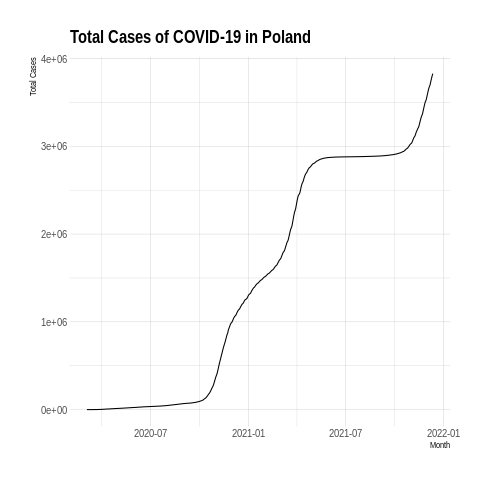 Total Cases of COVID-19 in Poland
Total Cases
4e+06
3e+06
2e+06
1e+06
0e+00
2020-07 2021-01 2021-07 2022-01
Month